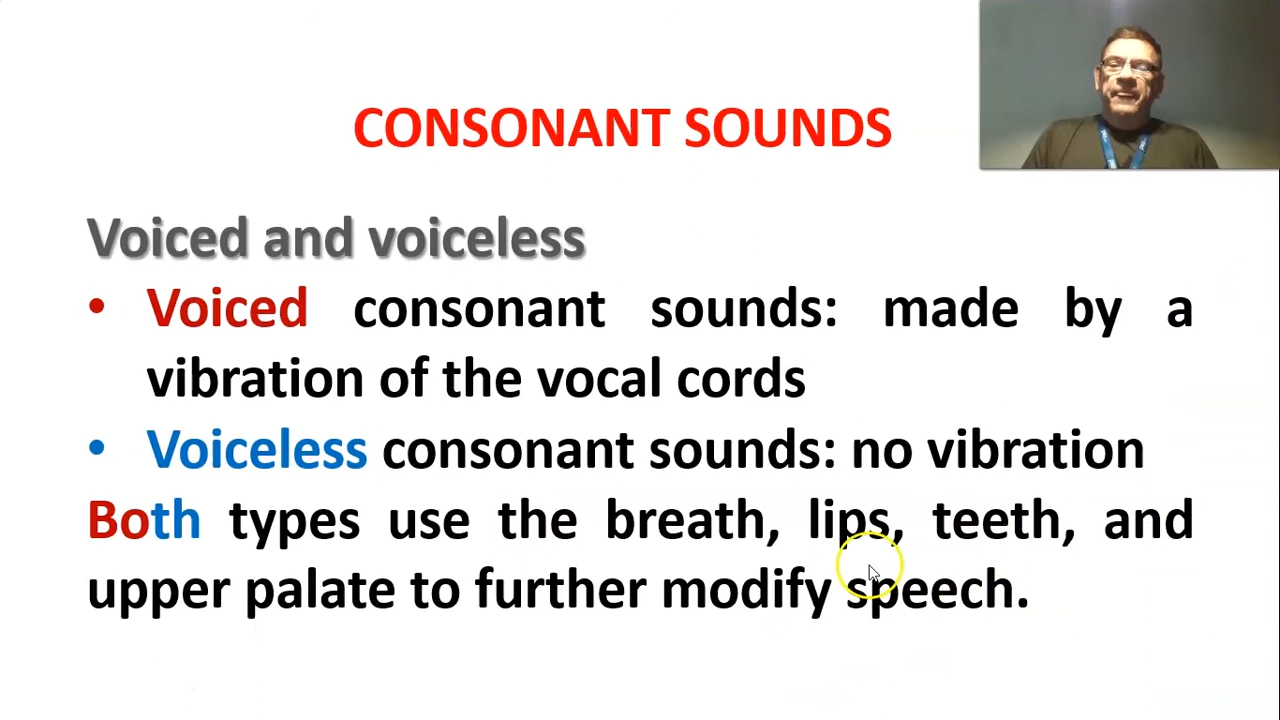 CONSONANT SOUNDS
Voiced and voiceless
• Voiced consonant sounds: made by a
vibration of the vocal cords
• Voiceless consonant sounds: no vibration
Both types use the breath, lips, teeth, and
upper palate to further modify speech.